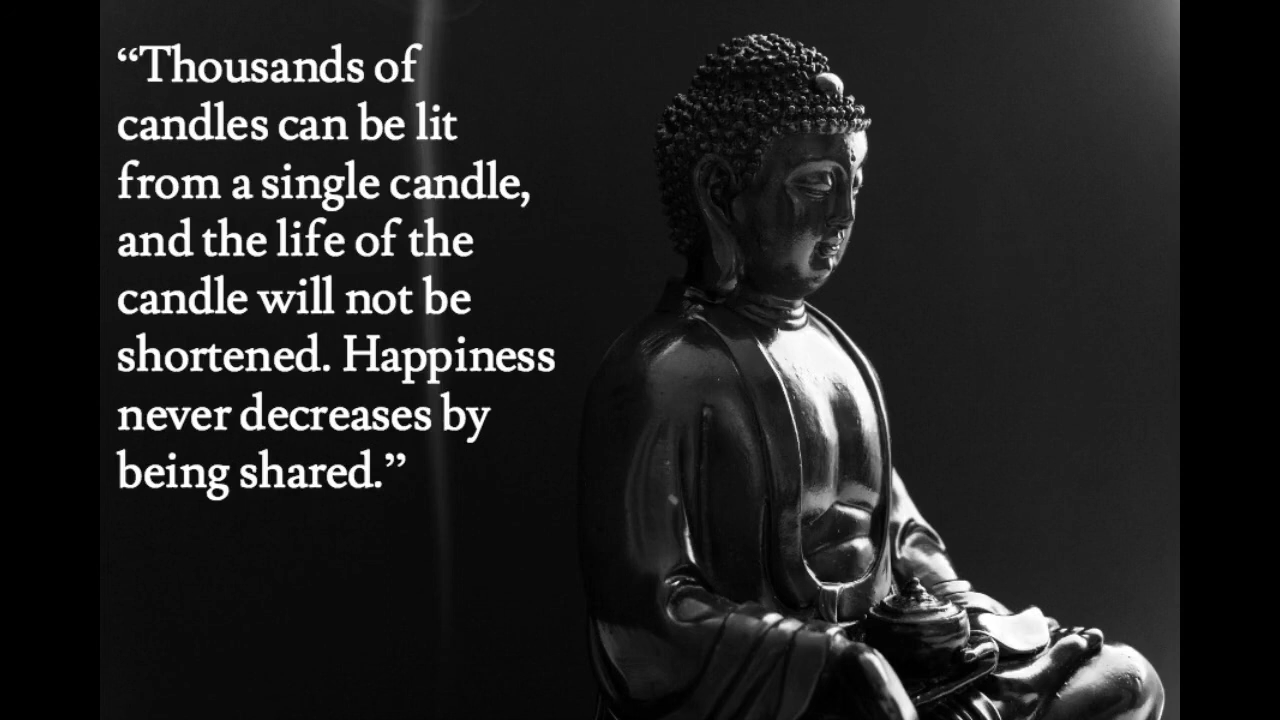 “Thousands of
candles can be lit
from a single candle,
and the life of the
candle will not be
shortened. Happiness
never decreases by
being shared.”